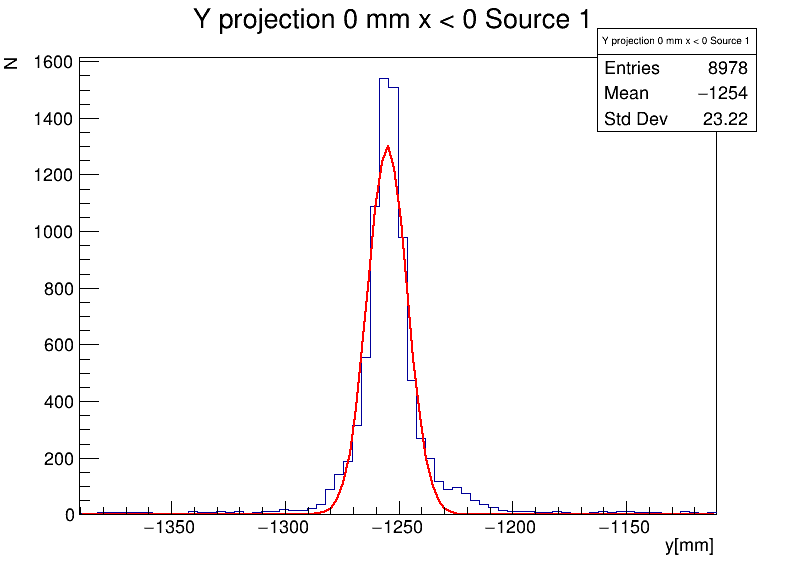 Y projection 0 mm x < 0 Source 1
Y projection 0 mm x < 0 Source 1
Entries 8978
Mean −1254
Std Dev 23.22
N
1600
1400
1200
1000
800
600
400
200
0
−1350 −1300 −1250 −1200 −1150
y[mm]